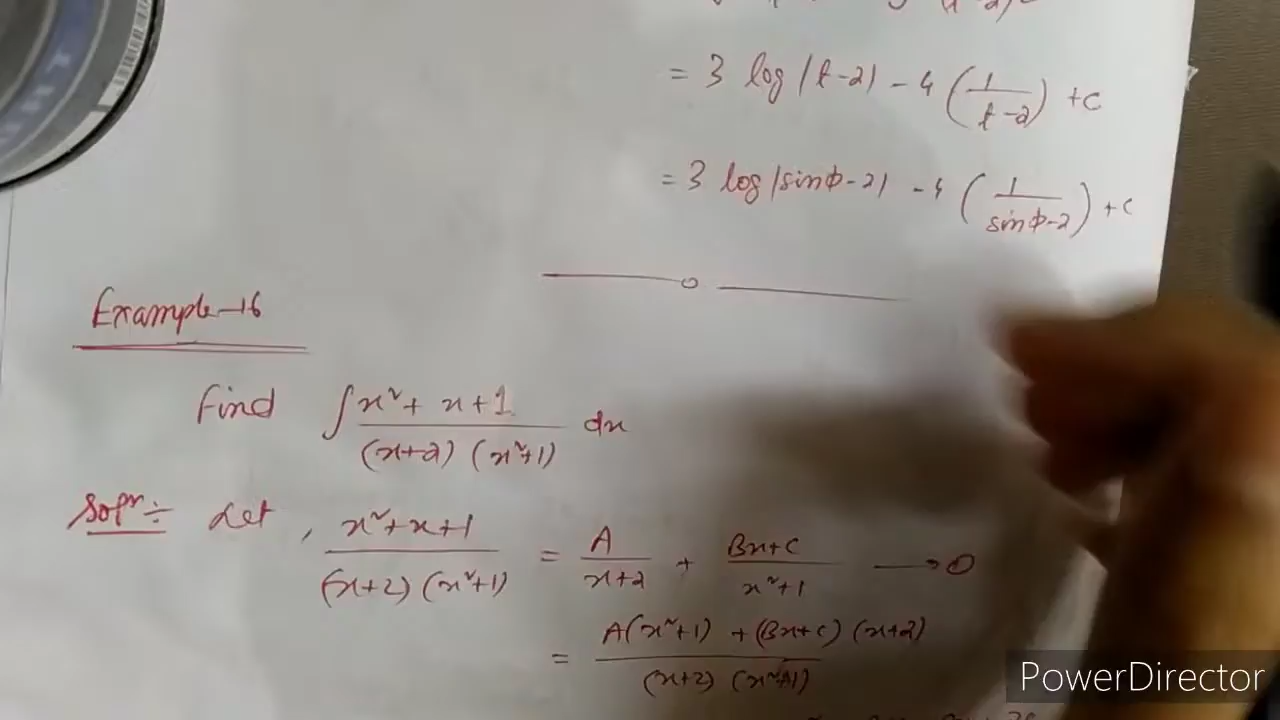 = 3 log |t-2| - 4 (1/(t-2)) + c
= 3 log |sinϕ-2| - 4 (1/(sinϕ-2)) + c
Example-16
Find ∫ (x²+x+1)/((x+2)(x²+1)) dx
Solⁿ ÷ Let, (x²+x+1)/((x+2)(x²+1)) = A/(x+2) + (Bx+C)/(x²+1) → ①
= (A(x²+1) + (Bx+C)(x+2))/((x+2)(x²+1))
PowerDirector